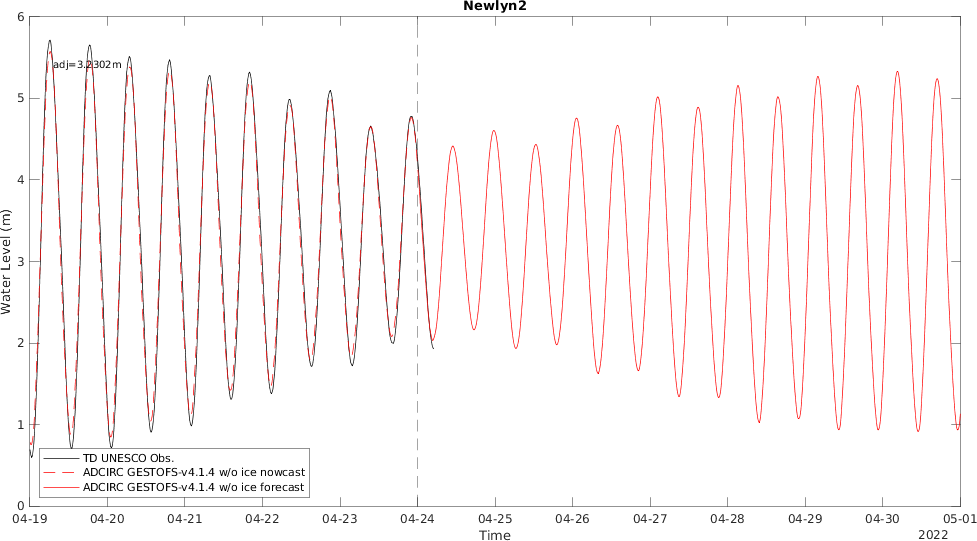 Newlyn2
6
5
4
3
2
1
0
Water Level (m)
adj=3.2302m
TD UNESCO Obs.
ADCIRC GESTOFS-v4.1.4 w/o ice nowcast
ADCIRC GESTOFS-v4.1.4 w/o ice forecast
04-19 04-20 04-21 04-22 04-23 04-24 04-25 04-26 04-27 04-28 04-29 04-30 05-01
Time
2022